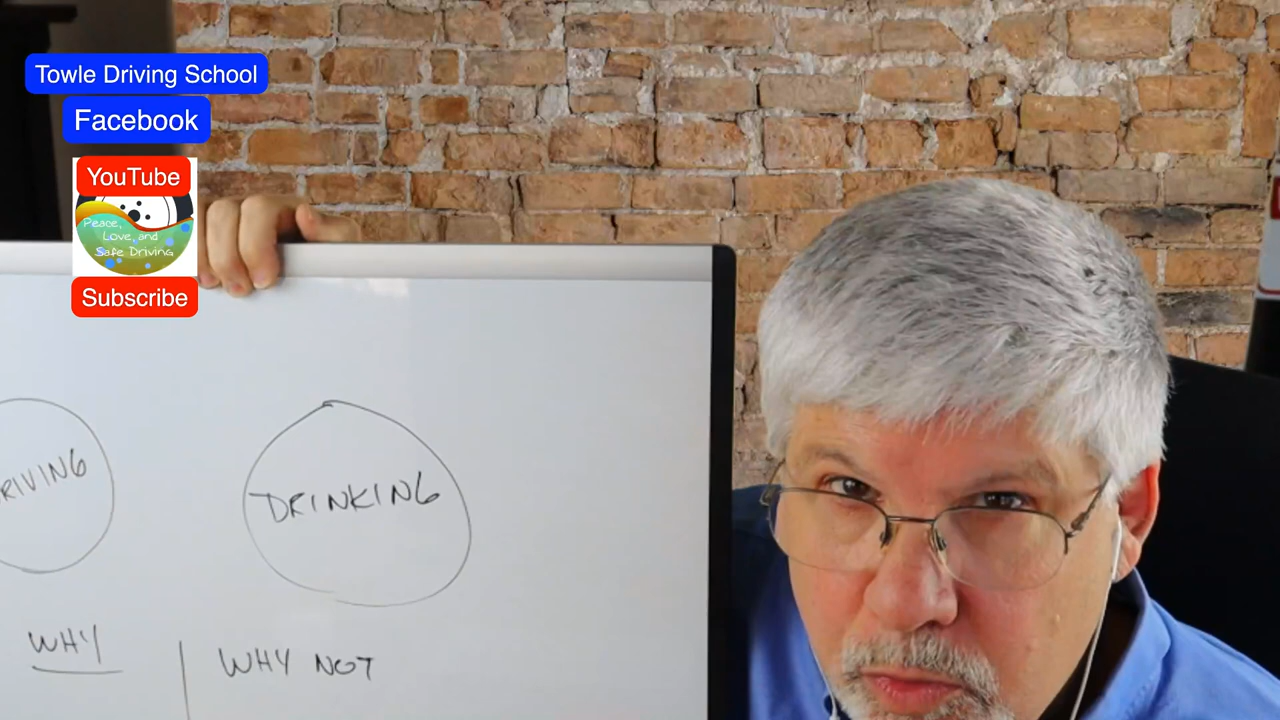 Towle Driving School
Facebook
YouTube
Peace,
Love, and
Safe Driving
Subscribe
RIVING
DRINKING
WHY
WHY NOT